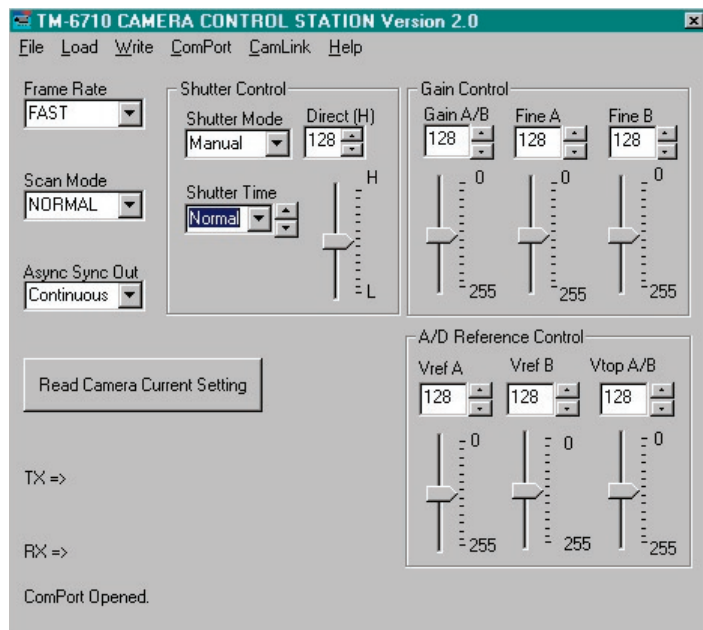 TM-6710 CAMERA CONTROL STATION Version 2.0
File Load Write ComPort CamLink Help
Frame Rate
FAST
Scan Mode
NORMAL
Async Sync Out
Continuous
Shutter Control
Shutter Mode Direct (H)
Manual 128
Shutter Time
Normal
H
L
Gain Control
Gain A/B Fine A Fine B
128 128 128
0 0 0
255 255 255
Read Camera Current Setting
A/D Reference Control
Vref A Vref B Vtop A/B
128 128 128
0 0 0
255 255 255
TX =>
RX =>
ComPort Opened.